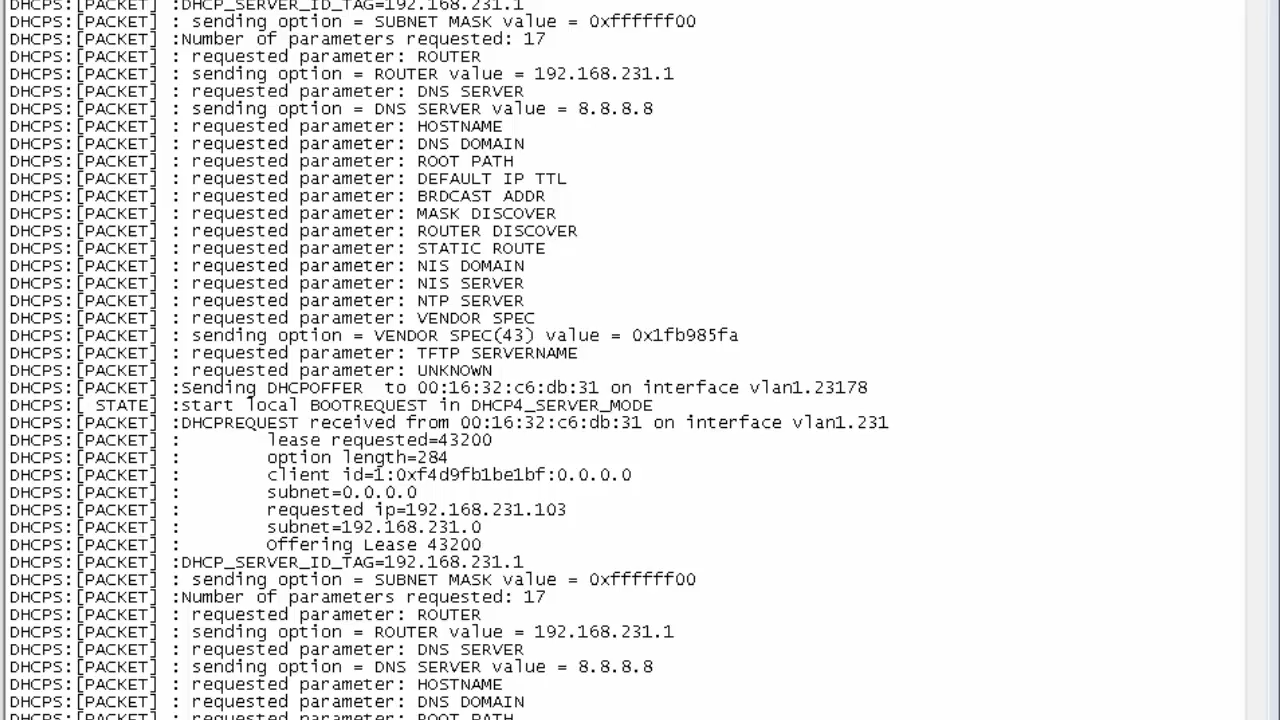 DHCPS:[PACKET] :DHCP_SERVER_ID_TAG=192.168.231.1
DHCPS:[PACKET] : sending option = SUBNET MASK value = 0xffffff00
DHCPS:[PACKET] :Number of parameters requested: 17
DHCPS:[PACKET] : requested parameter: ROUTER
DHCPS:[PACKET] : sending option = ROUTER value = 192.168.231.1
DHCPS:[PACKET] : requested parameter: DNS SERVER
DHCPS:[PACKET] : sending option = DNS SERVER value = 8.8.8.8
DHCPS:[PACKET] : requested parameter: HOSTNAME
DHCPS:[PACKET] : requested parameter: DNS DOMAIN
DHCPS:[PACKET] : requested parameter: ROOT PATH
DHCPS:[PACKET] : requested parameter: DEFAULT IP TTL
DHCPS:[PACKET] : requested parameter: BRDCAST ADDR
DHCPS:[PACKET] : requested parameter: MASK DISCOVER
DHCPS:[PACKET] : requested parameter: ROUTER DISCOVER
DHCPS:[PACKET] : requested parameter: STATIC ROUTE
DHCPS:[PACKET] : requested parameter: NIS DOMAIN
DHCPS:[PACKET] : requested parameter: NIS SERVER
DHCPS:[PACKET] : requested parameter: NTP SERVER
DHCPS:[PACKET] : requested parameter: VENDOR SPEC
DHCPS:[PACKET] : sending option = VENDOR SPEC(43) value = 0x1fb985fa
DHCPS:[PACKET] : requested parameter: TFTP SERVERNAME
DHCPS:[PACKET] : requested parameter: UNKNOWN
DHCPS:[PACKET] :Sending DHCPOFFER  to 00:16:32:c6:db:31 on interface vlan1.23178
DHCPS:[ STATE] :start local BOOTREQUEST in DHCP4_SERVER_MODE
DHCPS:[PACKET] :DHCPREQUEST received from 00:16:32:c6:db:31 on interface vlan1.231
DHCPS:[PACKET] :        lease requested=43200
DHCPS:[PACKET] :        option length=284
DHCPS:[PACKET] :        client id=1:0xf4d9fb1be1bf:0.0.0.0
DHCPS:[PACKET] :        subnet=0.0.0.0
DHCPS:[PACKET] :        requested ip=192.168.231.103
DHCPS:[PACKET] :        subnet=192.168.231.0
DHCPS:[PACKET] :        Offering Lease 43200
DHCPS:[PACKET] :DHCP_SERVER_ID_TAG=192.168.231.1
DHCPS:[PACKET] : sending option = SUBNET MASK value = 0xffffff00
DHCPS:[PACKET] :Number of parameters requested: 17
DHCPS:[PACKET] : requested parameter: ROUTER
DHCPS:[PACKET] : sending option = ROUTER value = 192.168.231.1
DHCPS:[PACKET] : requested parameter: DNS SERVER
DHCPS:[PACKET] : sending option = DNS SERVER value = 8.8.8.8
DHCPS:[PACKET] : requested parameter: HOSTNAME
DHCPS:[PACKET] : requested parameter: DNS DOMAIN
DHCPS:[PACKET] : requested parameter: ROOT PATH